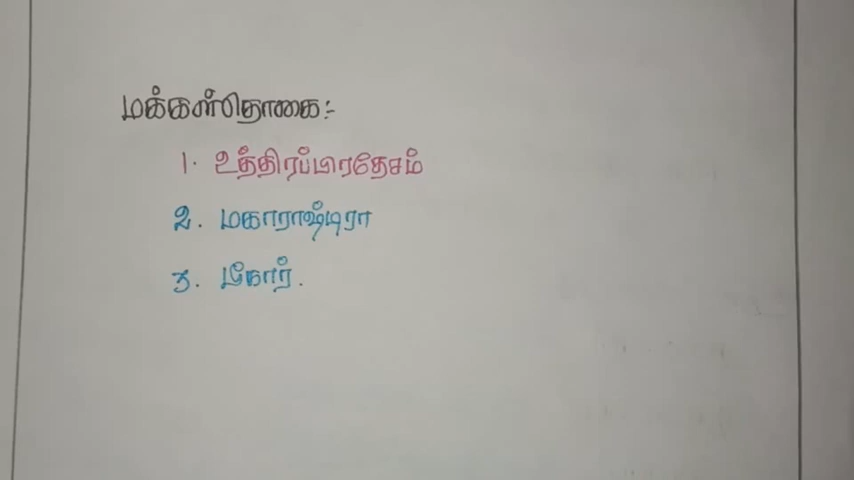 மக்கள்தொகை:-
1. உத்திரப்பிரதேசம்
2. மகாராஷ்டிரா
3. பீகார்.